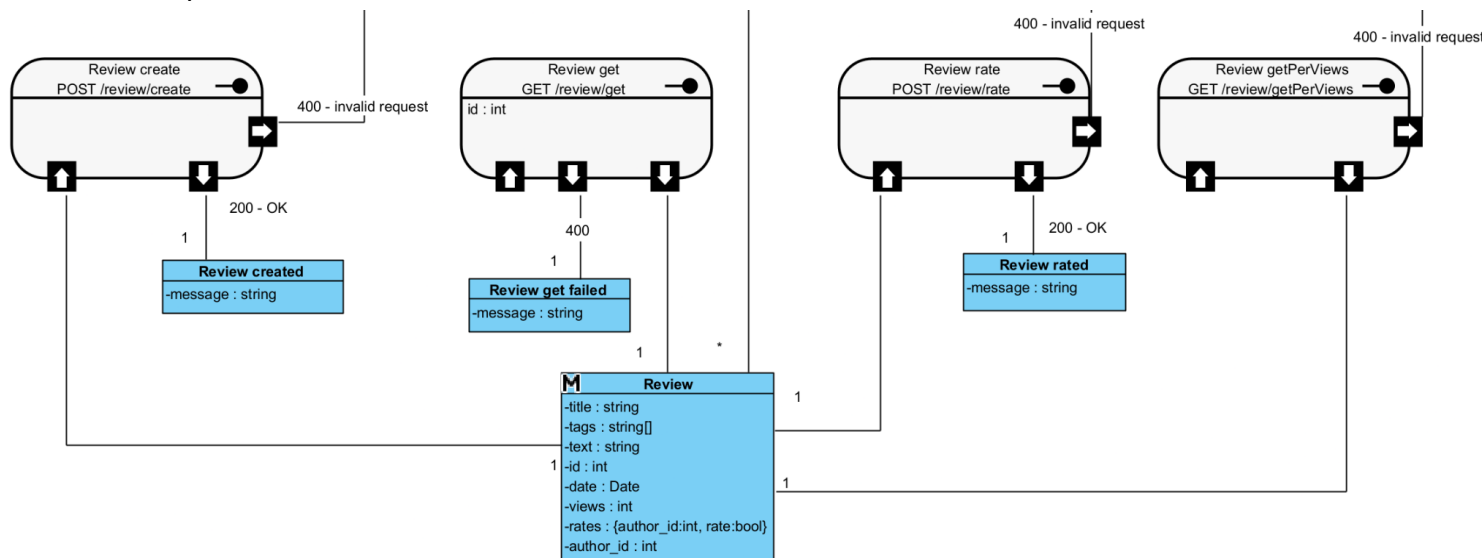 400 - invalid request
400 - invalid request
Review create
POST /review/create
Review get
GET /review/get
Review rate
POST /review/rate
Review getPerViews
GET /review/getPerViews
400 - invalid request
id : int
200 - OK
1
400
1
200 - OK
1
Review created
-message : string
Review get failed
-message : string
Review rated
-message : string
1
*
M
Review
-title : string
-tags : string[]
-text : string
-id : int
-date : Date
-views : int
-rates : {author_id:int, rate:bool}
-author_id : int
1
1
1